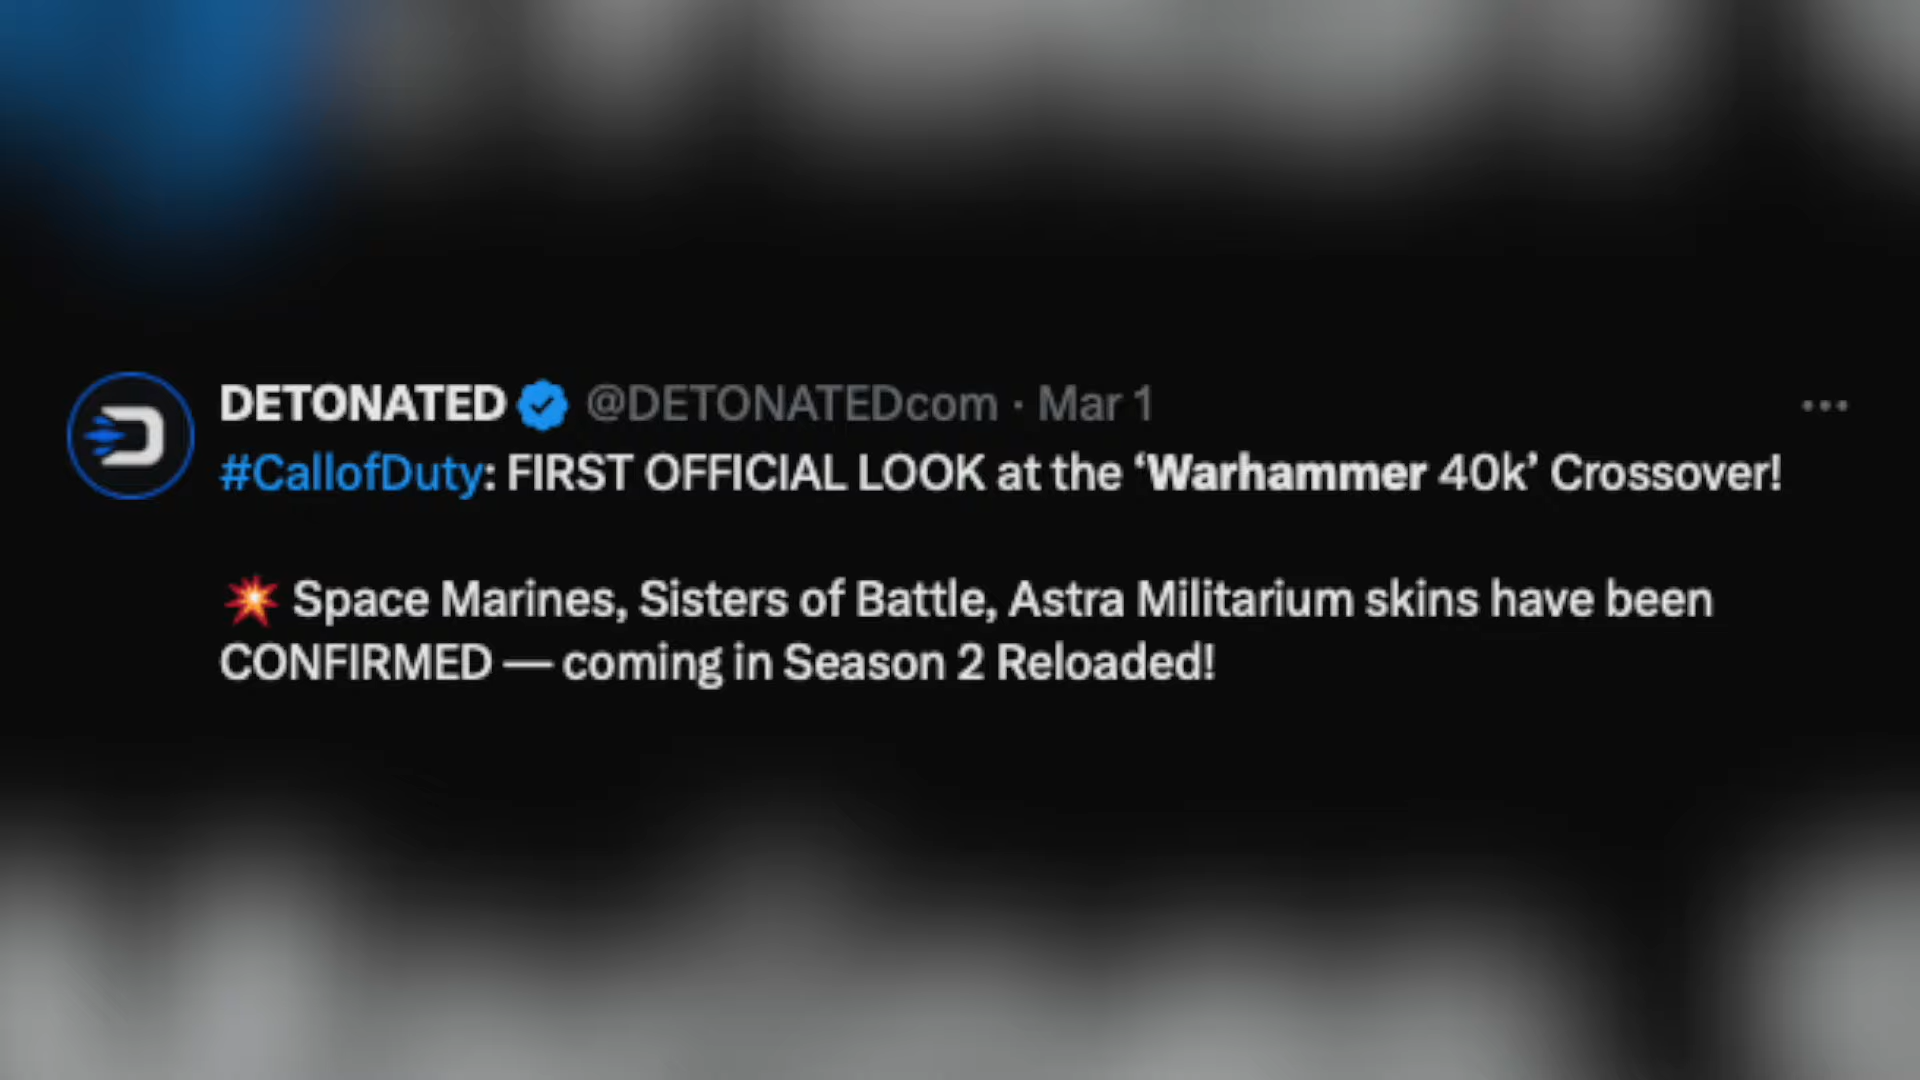 DETONATED @DETONATEDcom · Mar 1
#CallofDuty: FIRST OFFICIAL LOOK at the ‘Warhammer 40k’ Crossover!
💥 Space Marines, Sisters of Battle, Astra Militarium skins have been
CONFIRMED — coming in Season 2 Reloaded!